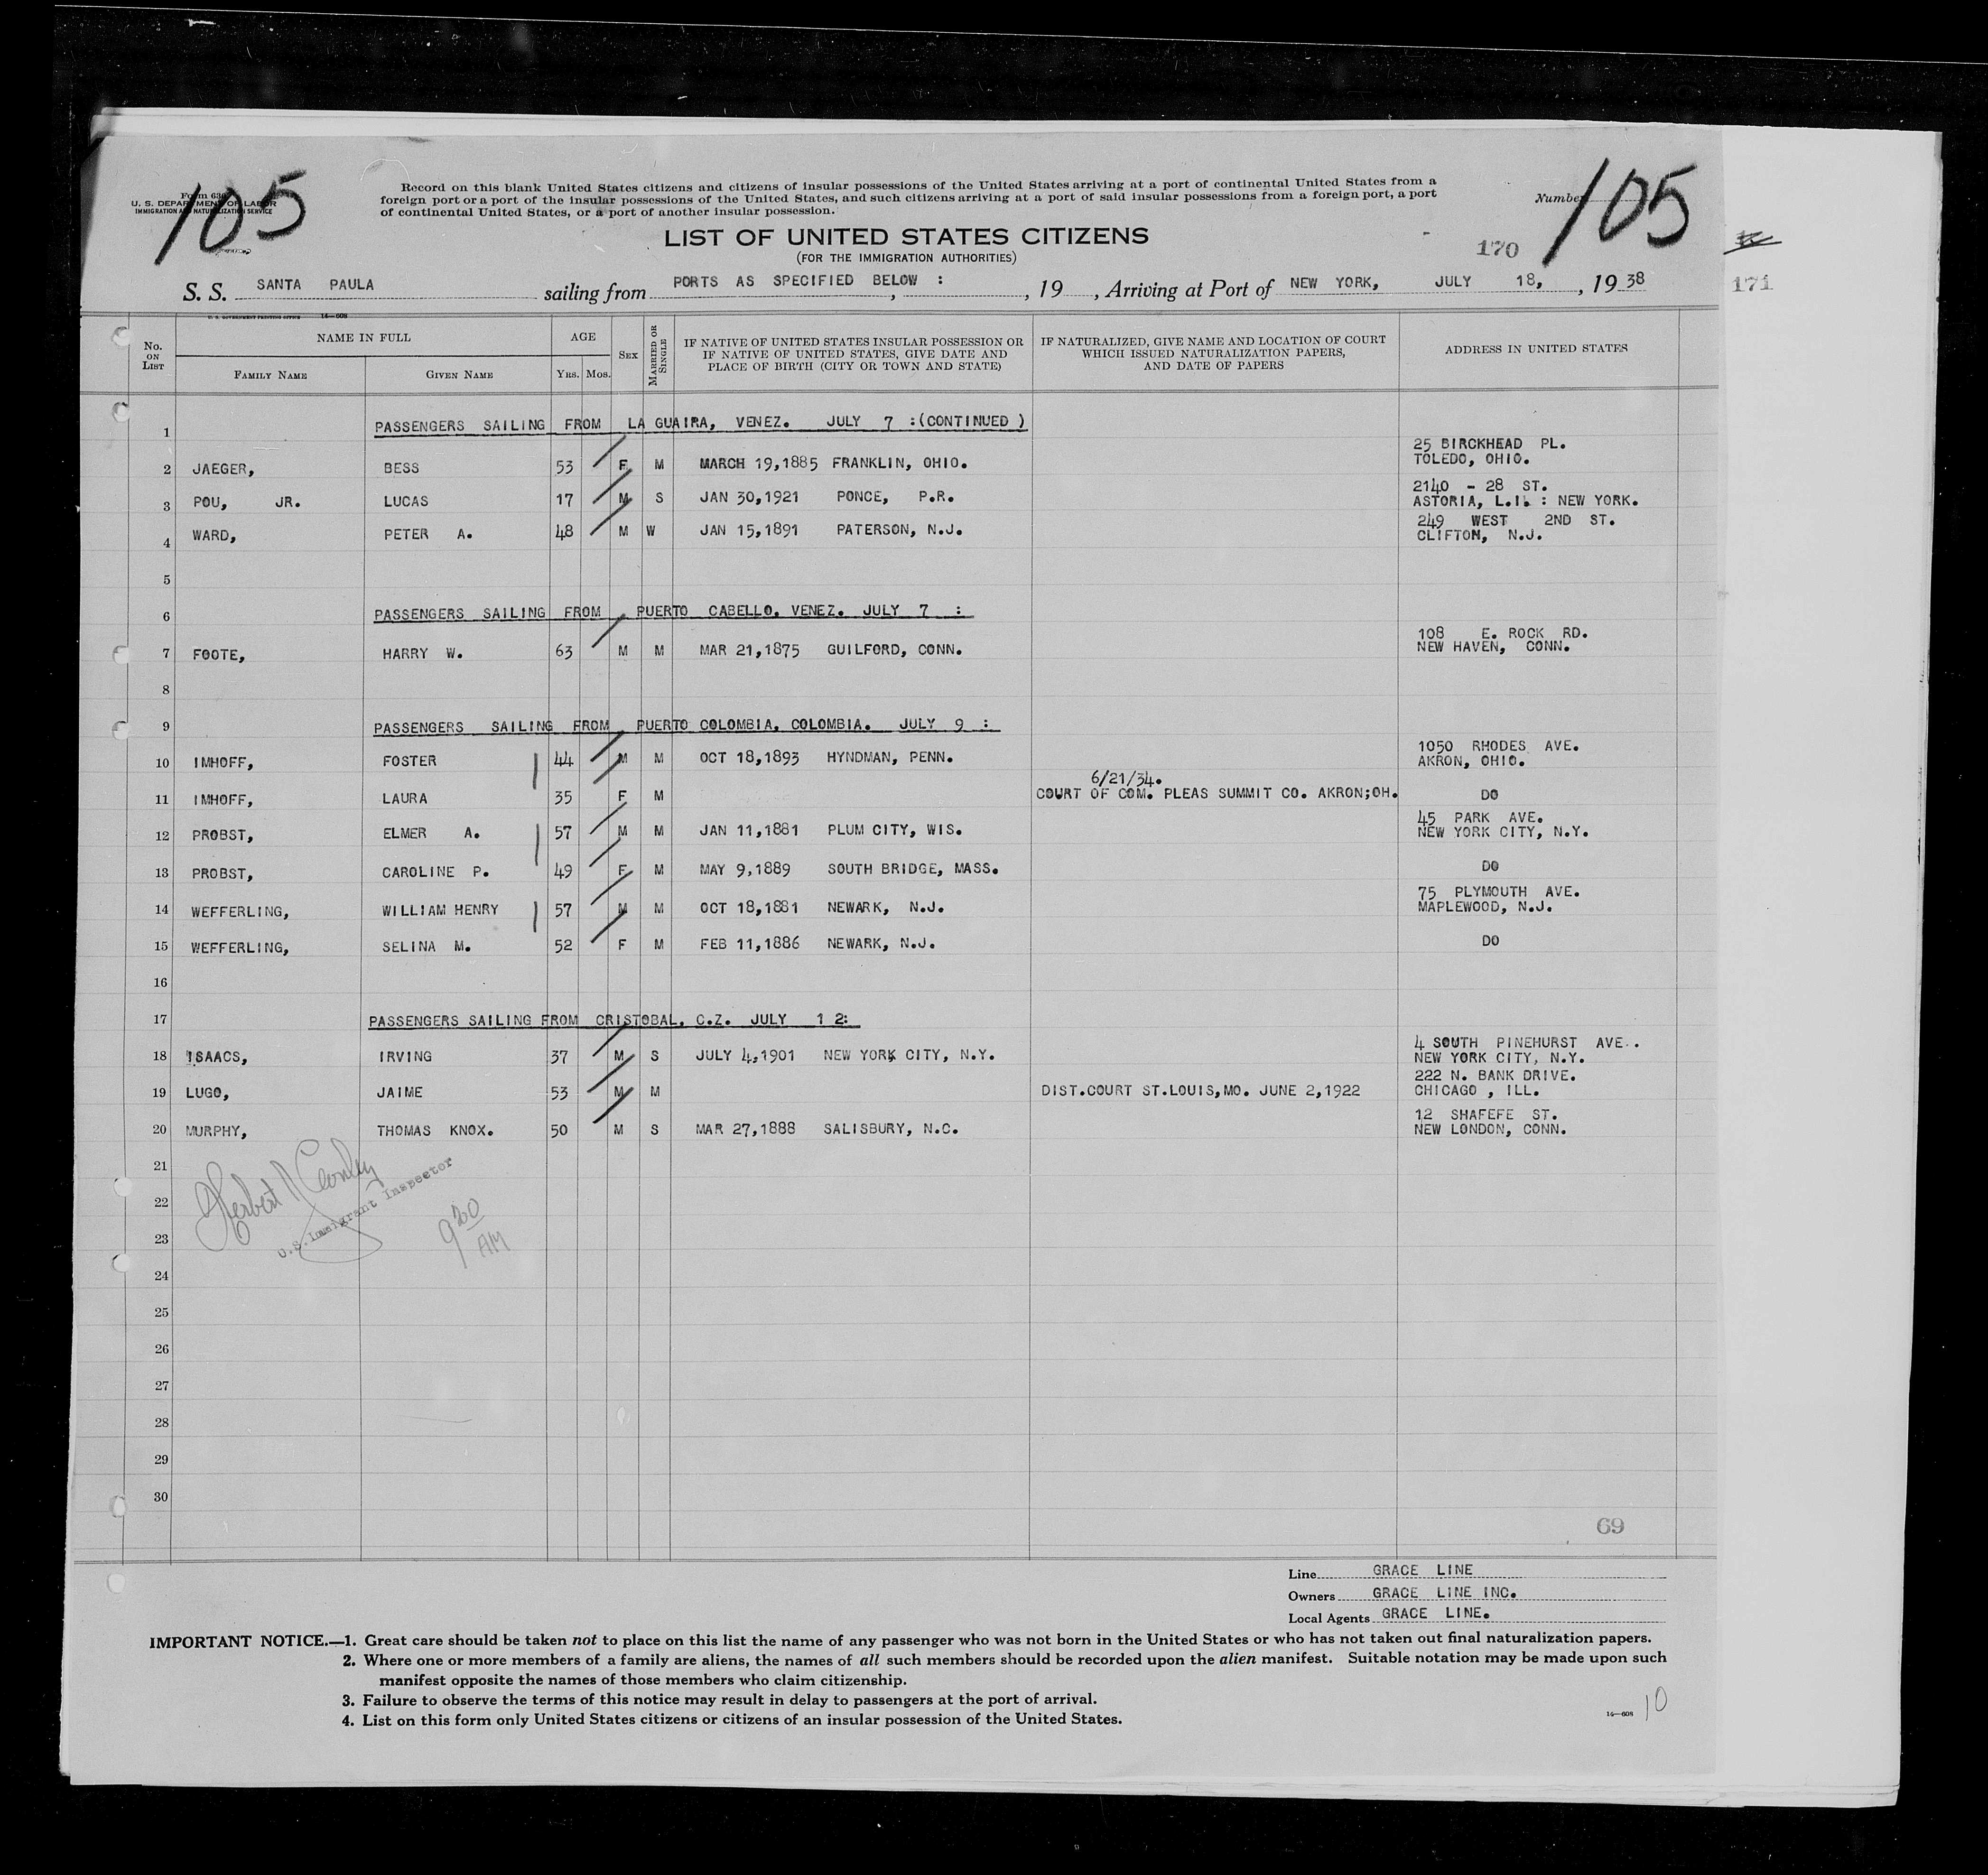 105
Form 630
U. S. DEPARTMENT OF LABOR
IMMIGRATION AND NATURALIZATION SERVICE
Record on this blank United States citizens and citizens of insular possessions of the United States arriving at a port of continental United States from a
foreign port or a port of the insular possessions of the United States, and such citizens arriving at a port of said insular possessions from a foreign port, a port
of continental United States, or a port of another insular possession.
Number 105
LIST OF UNITED STATES CITIZENS
(FOR THE IMMIGRATION AUTHORITIES)
170
171
S. S. SANTA PAULA sailing from PORTS AS SPECIFIED BELOW : , , 19 , Arriving at Port of NEW YORK, JULY 18, , 19 38
U. S. GOVERNMENT PRINTING OFFICE 14—608
No. ON LIST
NAME IN FULL
FAMILY NAME GIVEN NAME
AGE
YRS. MOS.
SEX
MARRIED OR SINGLE
IF NATIVE OF UNITED STATES INSULAR POSSESSION OR
IF NATIVE OF UNITED STATES, GIVE DATE AND
PLACE OF BIRTH (CITY OR TOWN AND STATE)
IF NATURALIZED, GIVE NAME AND LOCATION OF COURT
WHICH ISSUED NATURALIZATION PAPERS,
AND DATE OF PAPERS
ADDRESS IN UNITED STATES
1 PASSENGERS SAILING FROM LA GUAIRA, VENEZ. JULY 7 :(CONTINUED )
25 BIRCKHEAD PL.
2 JAEGER, BESS 53 F M MARCH 19,1885 FRANKLIN, OHIO. TOLEDO, OHIO.
2140 - 28 ST.
3 POU, JR. LUCAS 17 M S JAN 30,1921 PONCE, P.R. ASTORIA, L.I. : NEW YORK.
249 WEST 2ND ST.
4 WARD, PETER A. 48 M W JAN 15,1891 PATERSON, N.J. CLIFTON, N.J.
5
6 PASSENGERS SAILING FROM PUERTO CABELLO. VENEZ. JULY 7 :
108 E. ROCK RD.
7 FOOTE, HARRY W. 63 M M MAR 21,1875 GUILFORD, CONN. NEW HAVEN, CONN.
8
9 PASSENGERS SAILING FROM PUERTO COLOMBIA. COLOMBIA. JULY 9 :
1050 RHODES AVE.
10 IMHOFF, FOSTER 44 M M OCT 18,1893 HYNDMAN, PENN. AKRON, OHIO.
6/21/34.
11 IMHOFF, LAURA 35 F M COURT OF COM. PLEAS SUMMIT CO. AKRON;OH. DO
45 PARK AVE.
12 PROBST, ELMER A. 57 M M JAN 11,1881 PLUM CITY, WIS. NEW YORK CITY, N.Y.
13 PROBST, CAROLINE P. 49 F M MAY 9,1889 SOUTH BRIDGE, MASS. DO
75 PLYMOUTH AVE.
14 WEFFERLING, WILLIAM HENRY 57 M M OCT 18,1881 NEWARK, N.J. MAPLEWOOD, N.J.
15 WEFFERLING, SELINA M. 52 F M FEB 11,1886 NEWARK, N.J. DO
16
17 PASSENGERS SAILING FROM CRISTOBAL, C.Z. JULY 1 2:
4 SOUTH PINEHURST AVE..
18 ISAACS, IRVING 37 M S JULY 4,1901 NEW YORK CITY, N.Y. NEW YORK CITY, N.Y.
222 N. BANK DRIVE.
19 LUGO, JAIME 53 M M DIST.COURT ST.LOUIS,MO. JUNE 2,1922 CHICAGO , ILL.
12 SHAFEFE ST.
20 MURPHY, THOMAS KNOX. 50 M S MAR 27,1888 SALISBURY, N.C. NEW LONDON, CONN.
21
22
23
Herbert
U.S.Immigrant Inspector
9 20 AM
24
25
26
27
28
29
30
69
Line GRACE LINE
Owners GRACE LINE INC.
Local Agents GRACE LINE.
IMPORTANT NOTICE.—1. Great care should be taken not to place on this list the name of any passenger who was not born in the United States or who has not taken out final naturalization papers.
2. Where one or more members of a family are aliens, the names of all such members should be recorded upon the alien manifest. Suitable notation may be made upon such
manifest opposite the names of those members who claim citizenship.
3. Failure to observe the terms of this notice may result in delay to passengers at the port of arrival.
4. List on this form only United States citizens or citizens of an insular possession of the United States.
14—608
10